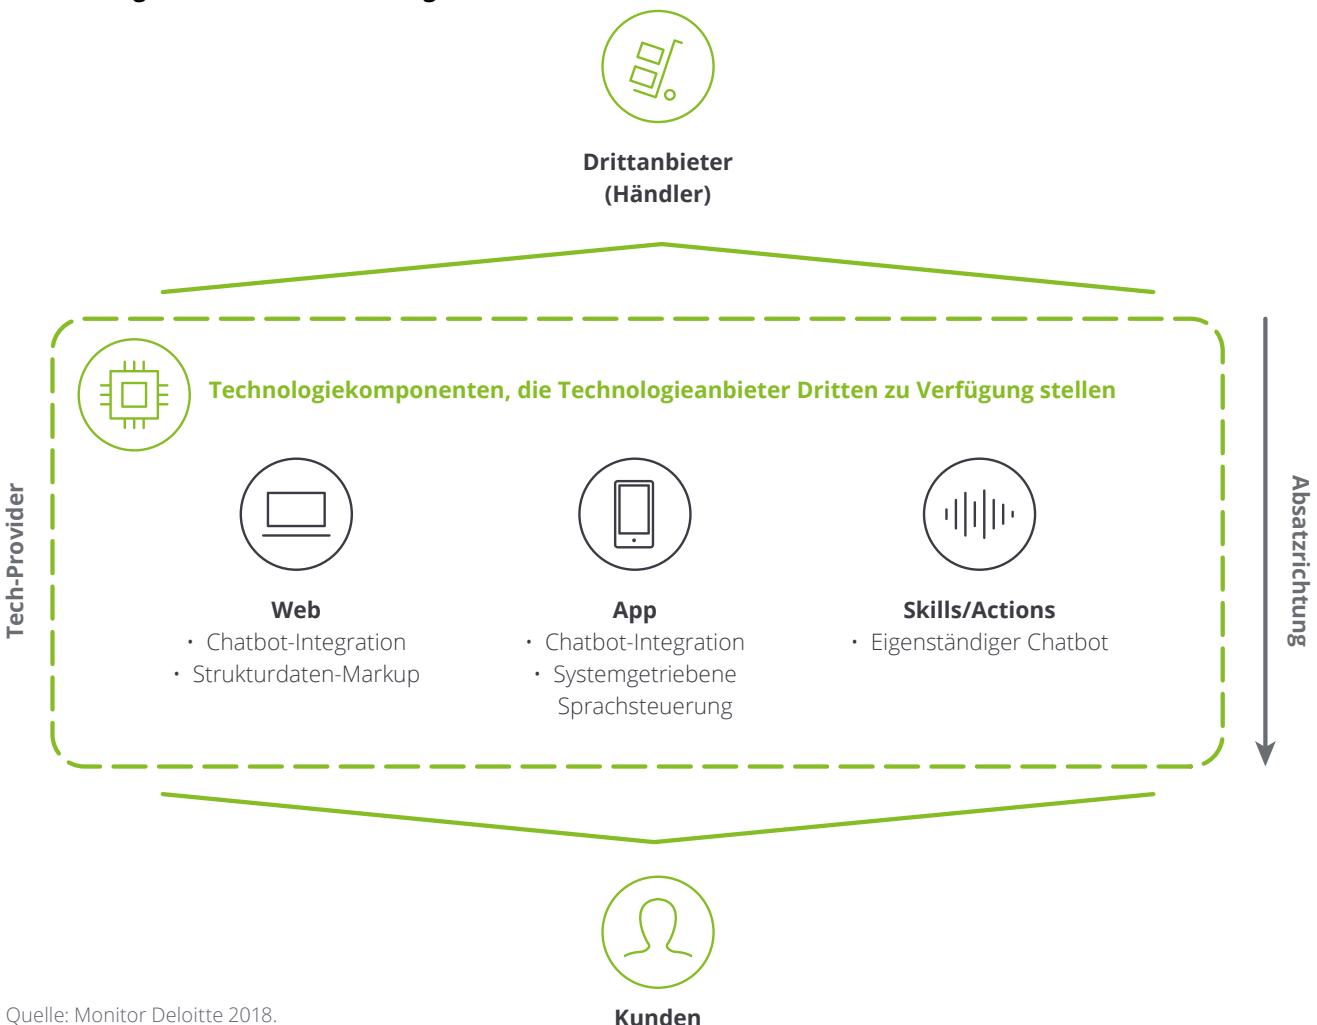 Drittanbieter
(Händler)
Technologiekomponenten, die Technologieanbieter Dritten zu Verfügung stellen
Tech-Provider
Absatzrichtung
Web
• Chatbot-Integration
• Strukturdaten-Markup
App
• Chatbot-Integration
• Systemgetriebene
Sprachsteuerung
Skills/Actions
• Eigenständiger Chatbot
Kunden
Quelle: Monitor Deloitte 2018.